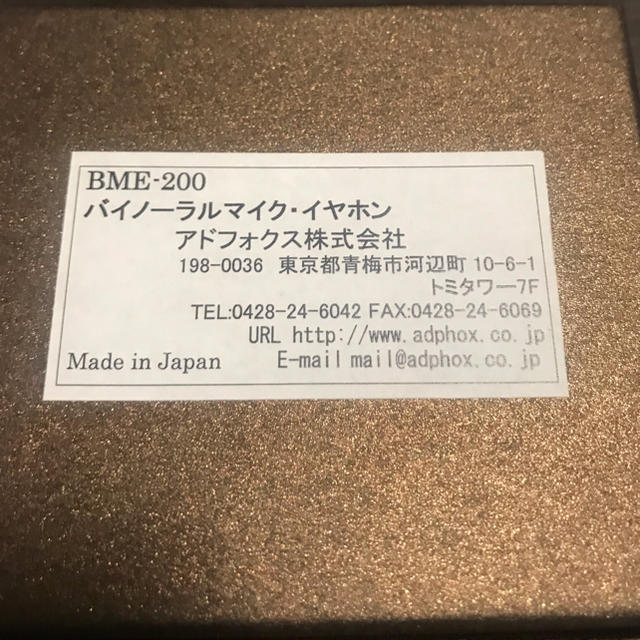 BME-200
バイノーラルマイク・イヤホン
アドフォクス株式会社
198-0036 東京都青梅市河辺町 10-6-1
トミタワー7F
TEL:0428-24-6042 FAX:0428-24-6069
URL http://www.adphox.co.jp
Made in Japan E-mail mail@adphox.co.jp